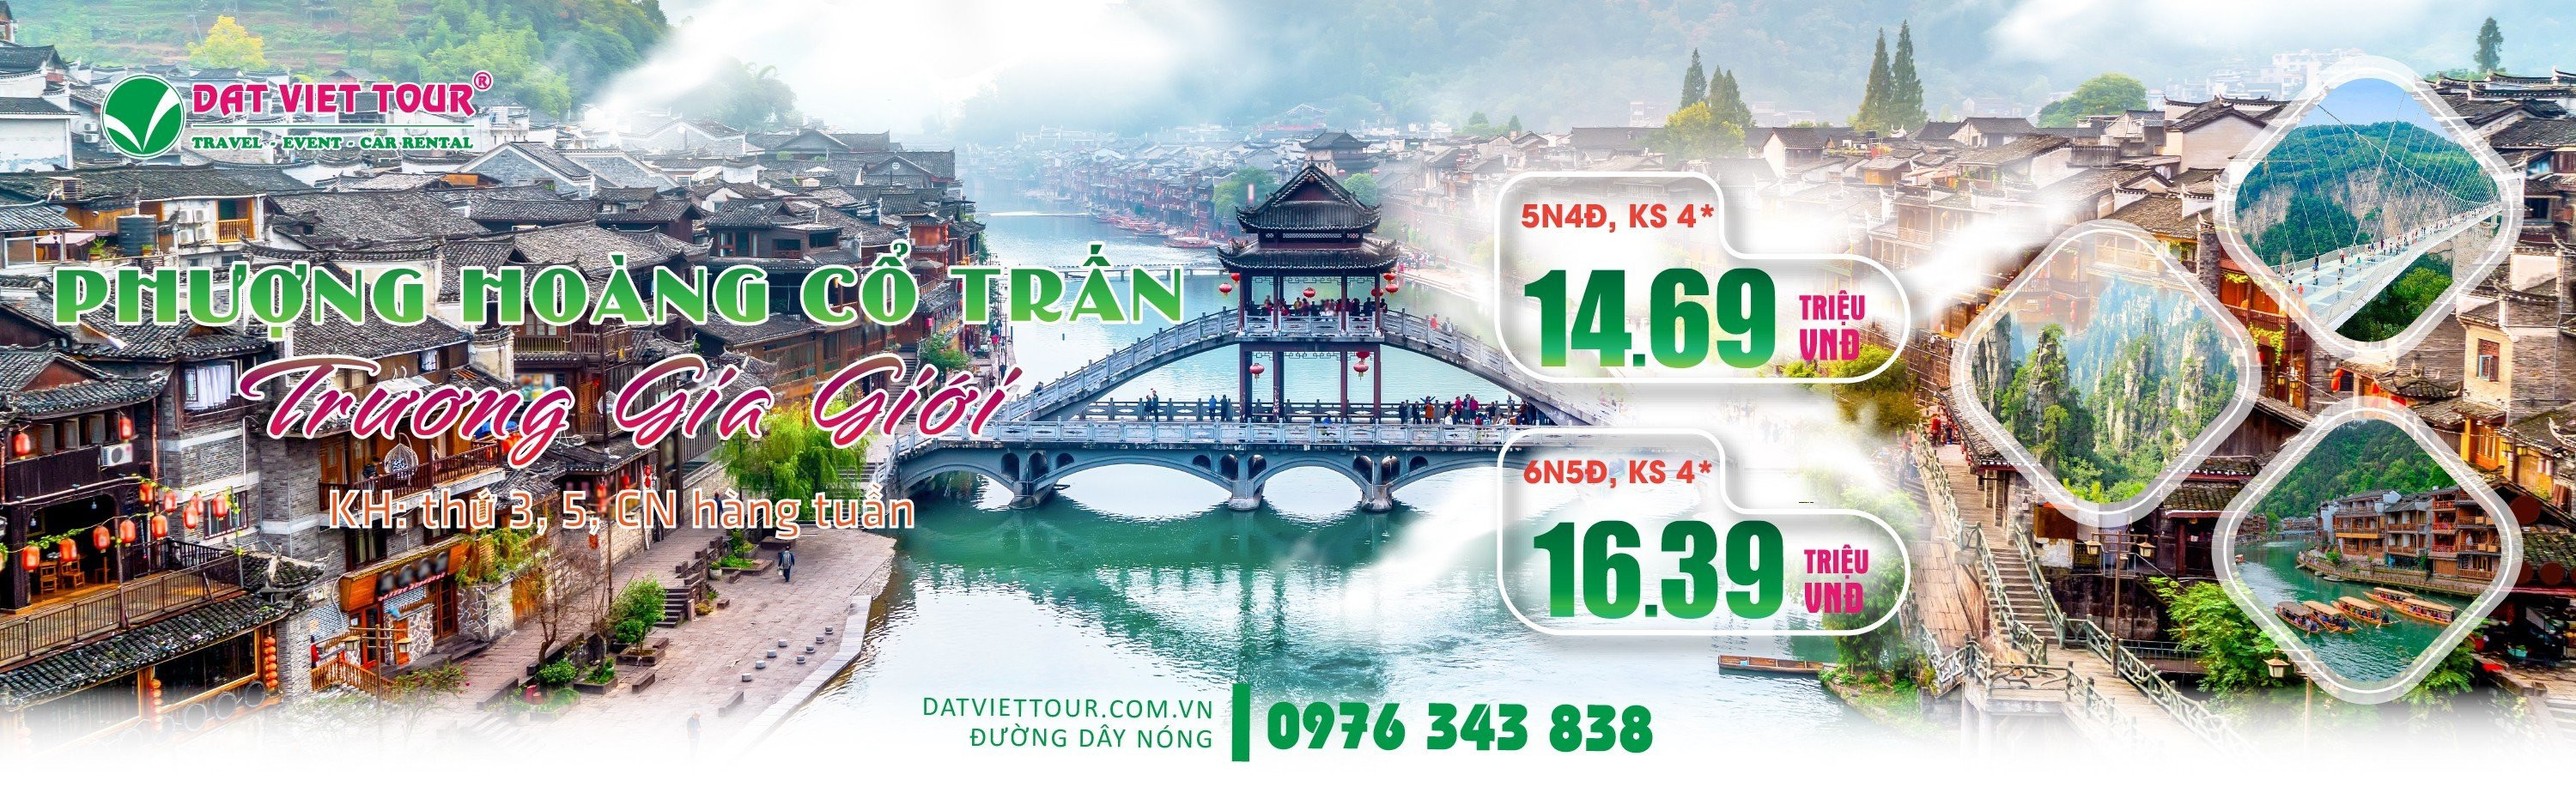 DAT VIET TOUR®
TRAVEL - EVENT - CAR RENTAL
PHƯỢNG HOÀNG CỔ TRẤN
Trương Gia Giới
KH: thứ 3, 5, CN hàng tuần
5N4Đ, KS 4*
14.69 TRIỆU VNĐ
6N5Đ, KS 4*
16.39 TRIỆU VNĐ
DATVIETTOUR.COM.VN
ĐƯỜNG DÂY NÓNG
0976 343 838